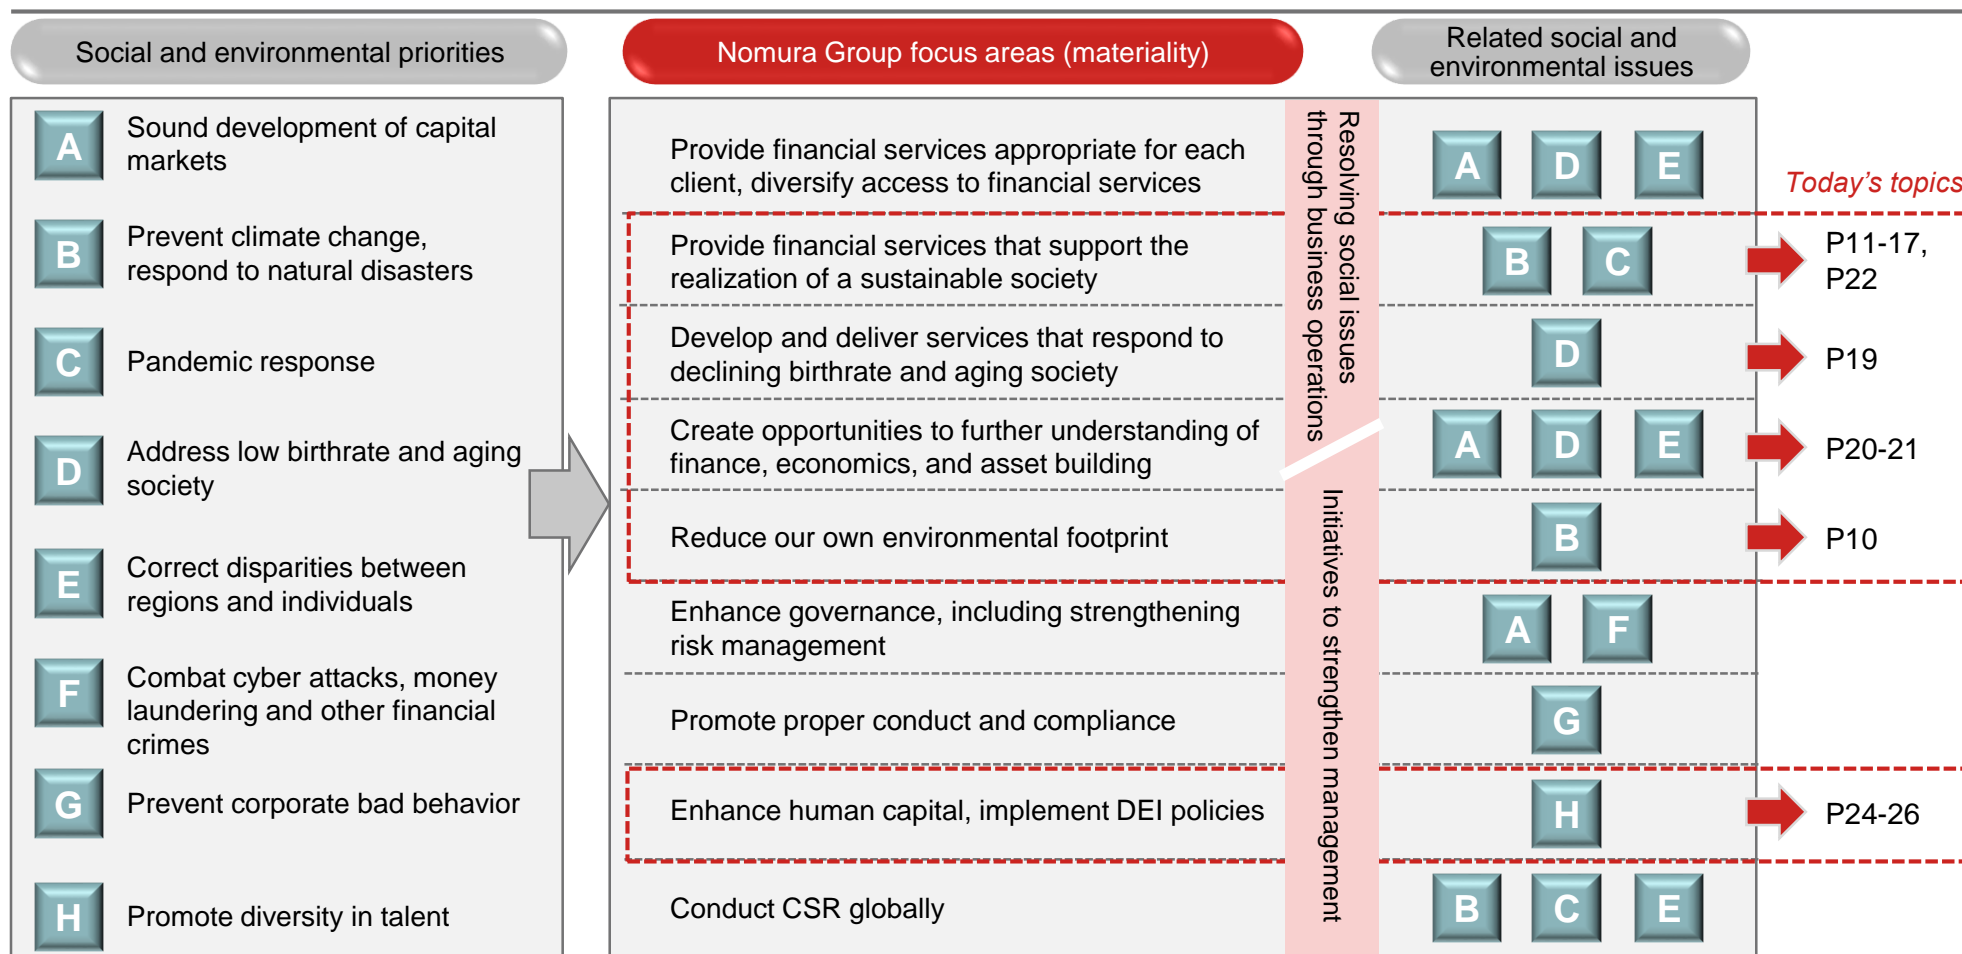 Social and environmental priorities
Nomura Group focus areas (materiality)
Related social and
environmental issues
A
Sound development of capital
markets
B
Prevent climate change,
respond to natural disasters
C
Pandemic response
D
Address low birthrate and aging
society
E
Correct disparities between
regions and individuals
F
Combat cyber attacks, money
laundering and other financial
crimes
G
Prevent corporate bad behavior
H
Promote diversity in talent
Resolving social issues
through business operations
Initiatives to strengthen management
Provide financial services appropriate for each
client, diversify access to financial services
A D E
Today's topics
Provide financial services that support the
realization of a sustainable society
B C
P11-17,
P22
Develop and deliver services that respond to
declining birthrate and aging society
D
P19
Create opportunities to further understanding of
finance, economics, and asset building
A D E
P20-21
Reduce our own environmental footprint
B
P10
Enhance governance, including strengthening
risk management
A F
Promote proper conduct and compliance
G
Enhance human capital, implement DEI policies
H
P24-26
Conduct CSR globally
B C E